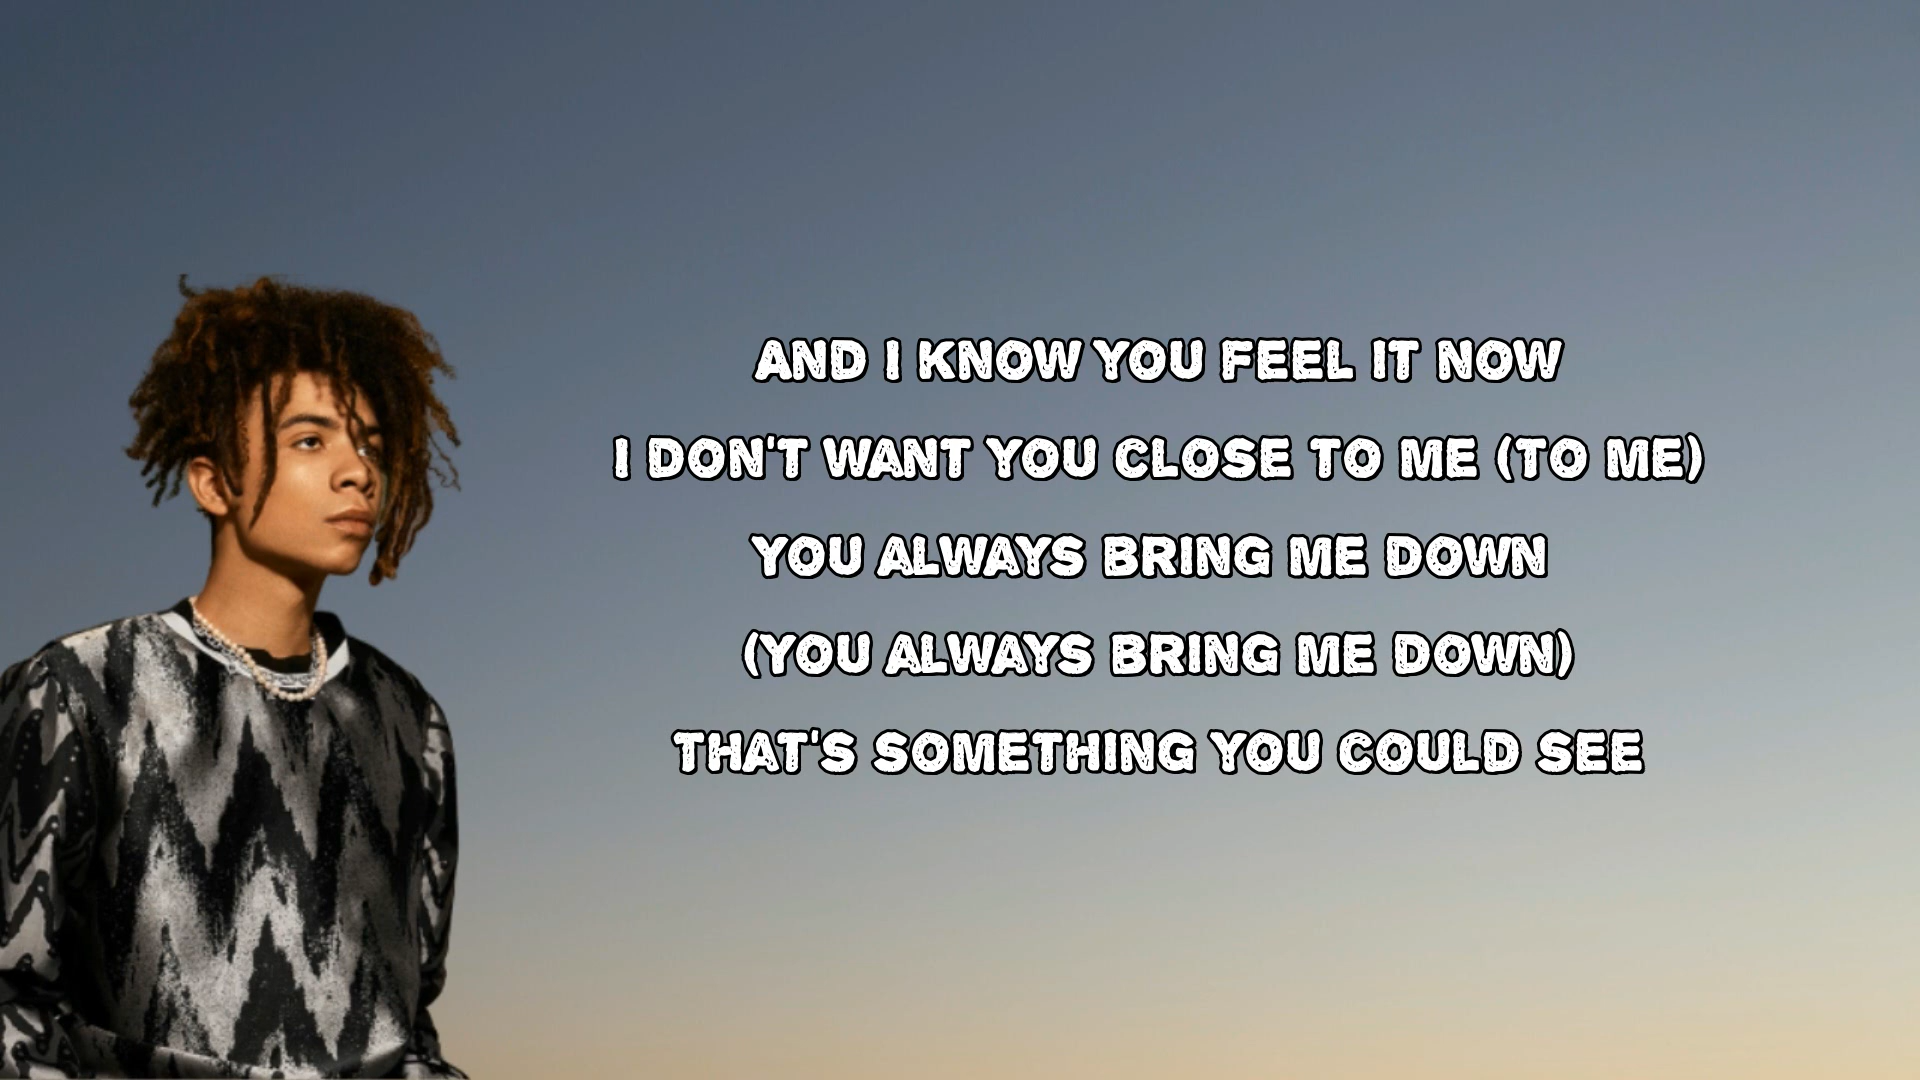 AND I KNOW YOU FEEL IT NOW
I DON'T WANT YOU CLOSE TO ME (TO ME)
YOU ALWAYS BRING ME DOWN
(YOU ALWAYS BRING ME DOWN)
THAT'S SOMETHING YOU COULD SEE